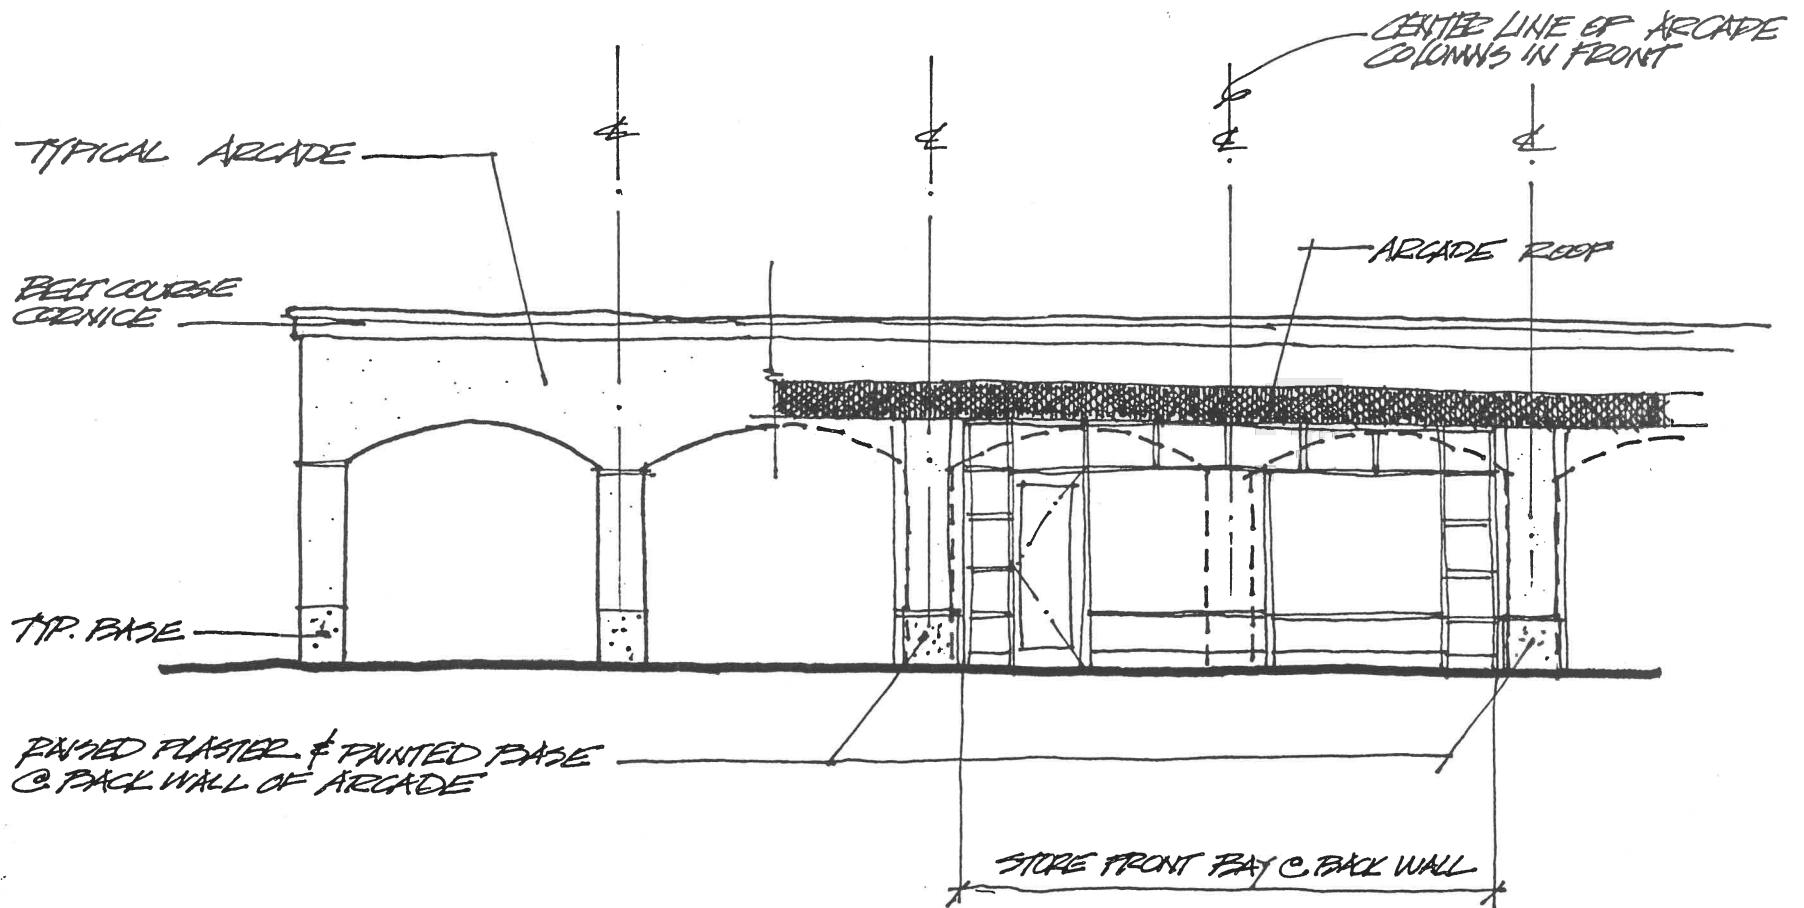 CENTER LINE OF ARCADE
COLUMNS IN FRONT
℄ ℄ ℄ ℄
TYPICAL ARCADE
ARCADE ROOF
BELT COURSE
CORNICE
TYP. BASE
RAISED PLASTER & PAINTED BASE
@ BACK WALL OF ARCADE
STORE FRONT BAY @ BACK WALL